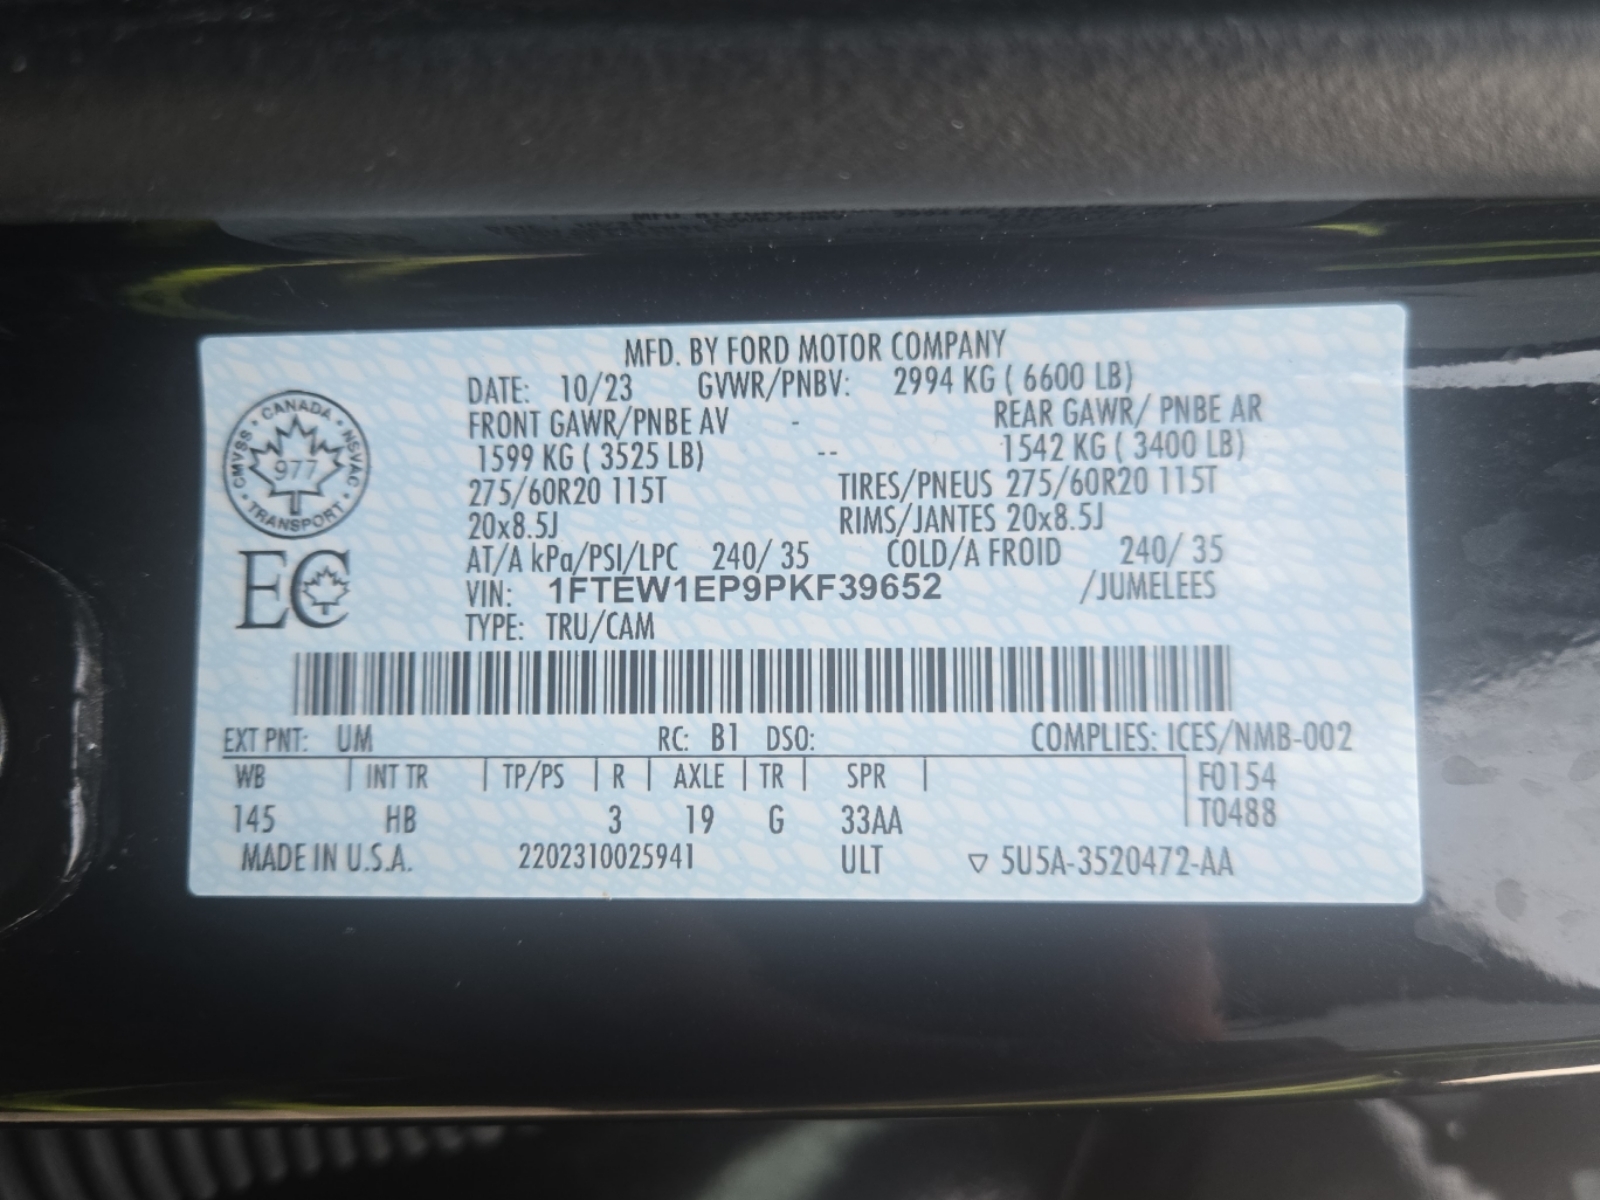 MFD. BY FORD MOTOR COMPANY
DATE: 10/23 GVWR/PNBV: 2994 KG ( 6600 LB)
FRONT GAWR/PNBE AV - REAR GAWR/ PNBE AR
1599 KG ( 3525 LB) -- 1542 KG ( 3400 LB)
275/60R20 115T TIRES/PNEUS 275/60R20 115T
20x8.5J RIMS/JANTES 20x8.5J
AT/A kPa/PSI/LPC 240/ 35 COLD/A FROID 240/ 35
VIN: 1FTEW1EP9PKF39652 /JUMELEES
TYPE: TRU/CAM
CANADA · NSVAC · TRANSPORT · CMVSS ·
977
EC
EXT PNT: UM RC: B1 DSO: COMPLIES: ICES/NMB-002
WB | INT TR | TP/PS | R | AXLE | TR | SPR | F0154
145 HB 3 19 G 33AA T0488
MADE IN U.S.A. 2202310025941 ULT ▽ 5U5A-3520472-AA